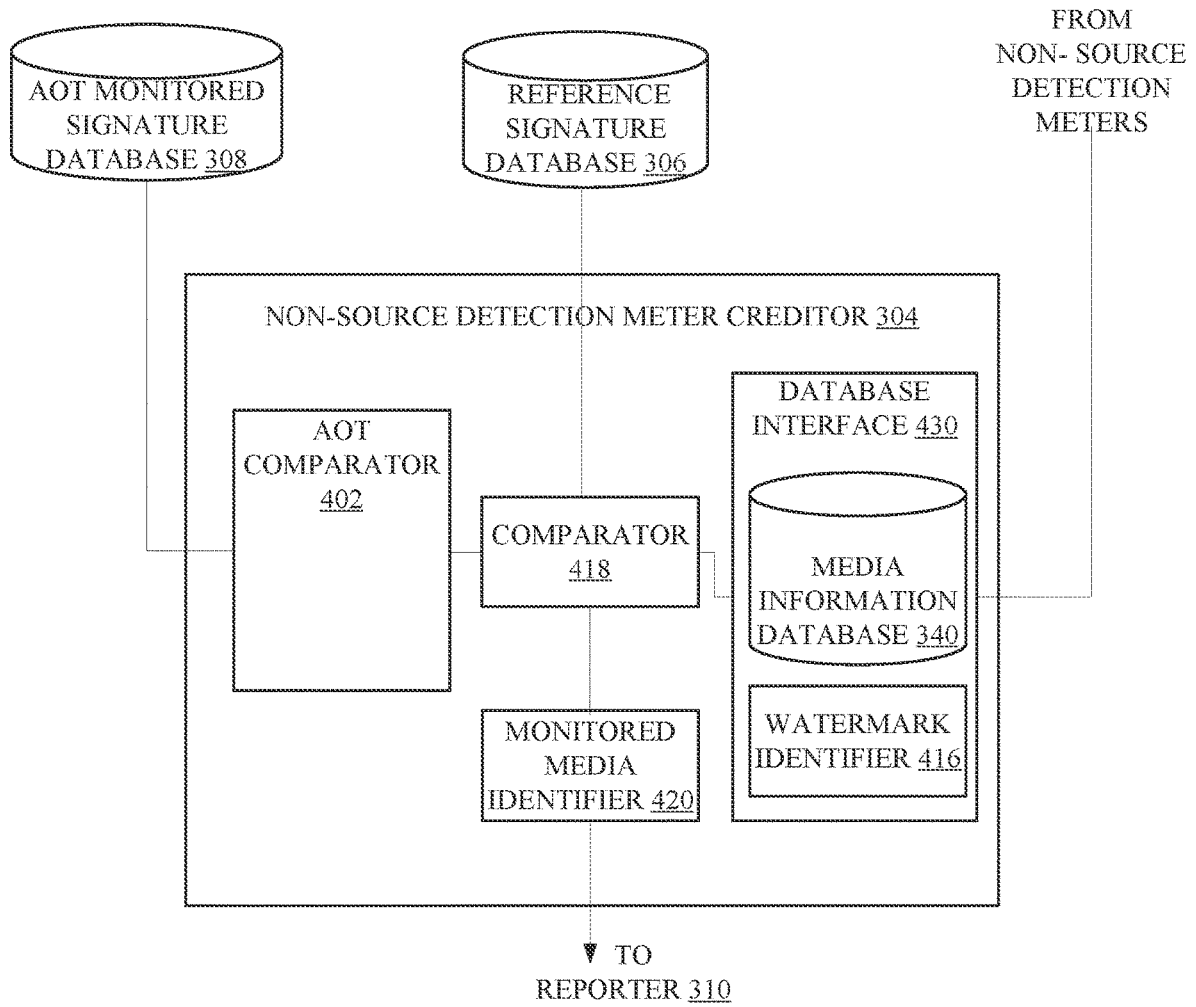 AOT MONITORED
SIGNATURE
DATABASE 308
REFERENCE
SIGNATURE
DATABASE 306
FROM
NON- SOURCE
DETECTION
METERS
NON-SOURCE DETECTION METER CREDITOR 304
AOT
COMPARATOR
402
COMPARATOR
418
DATABASE
INTERFACE 430
MEDIA
INFORMATION
DATABASE 340
WATERMARK
IDENTIFIER 416
MONITORED
MEDIA
IDENTIFIER 420
TO
REPORTER 310